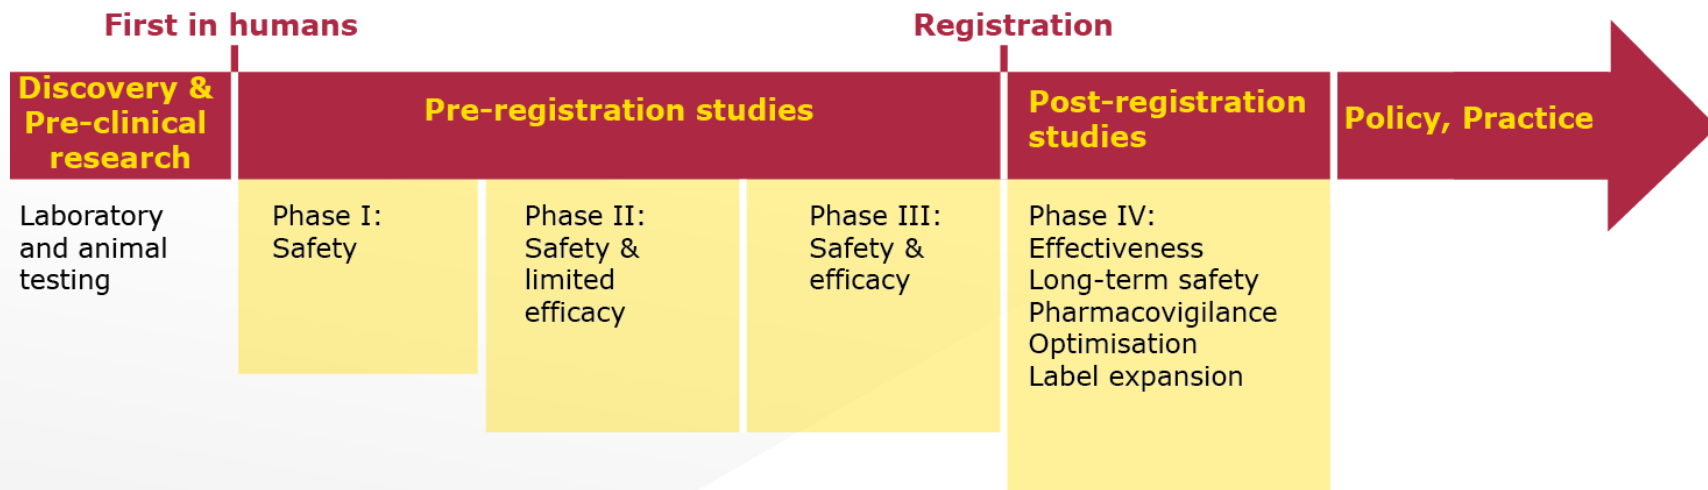 First in humans
Registration
Discovery &
Pre-clinical
research
Pre-registration studies
Post-registration
studies
Policy, Practice
Laboratory
and animal
testing
Phase I:
Safety
Phase II:
Safety &
limited
efficacy
Phase III:
Safety &
efficacy
Phase IV:
Effectiveness
Long-term safety
Pharmacovigilance
Optimisation
Label expansion